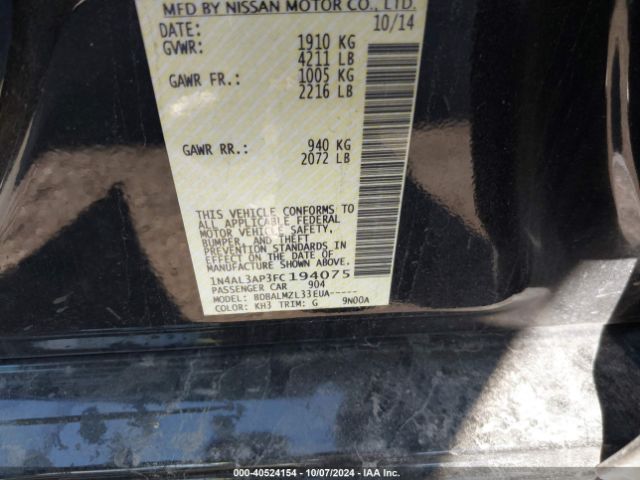 MFD BY NISSAN MOTOR CO., LTD.
DATE: 10/14
GVWR: 1910 KG
4211 LB
GAWR FR.: 1005 KG
2216 LB
GAWR RR.: 940 KG
2072 LB
THIS VEHICLE CONFORMS TO
ALL APPLICABLE FEDERAL
MOTOR VEHICLE SAFETY,
BUMPER, AND THEFT
PREVENTION STANDARDS IN
EFFECT ON THE DATE OF
MANUFACTURE SHOWN ABOVE.
1N4AL3AP3FC194075
PASSENGER CAR 904
MODEL: BDBALMZL33EUA-----
COLOR: KH3 TRIM: G 9N00A
000-40524154 - 10/07/2024 - IAA Inc.